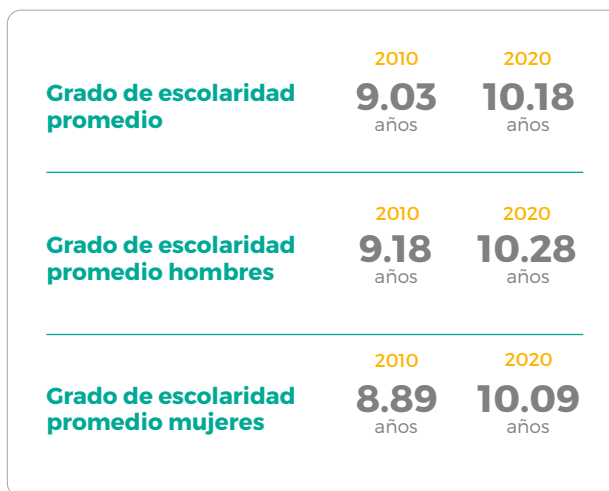 2010 2020
Grado de escolaridad promedio
9.03 10.18
años años
2010 2020
Grado de escolaridad promedio hombres
9.18 10.28
años años
2010 2020
Grado de escolaridad promedio mujeres
8.89 10.09
años años